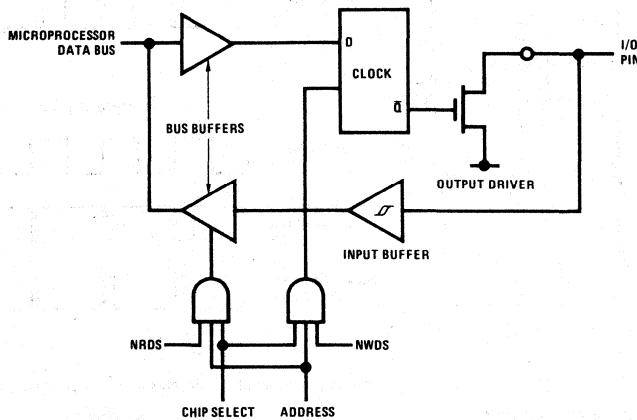 MICROPROCESSOR
DATA BUS
D
CLOCK
Q̅
I/O
PIN
BUS BUFFERS
OUTPUT DRIVER
INPUT BUFFER
NRDS
NWDS
CHIP SELECT
ADDRESS